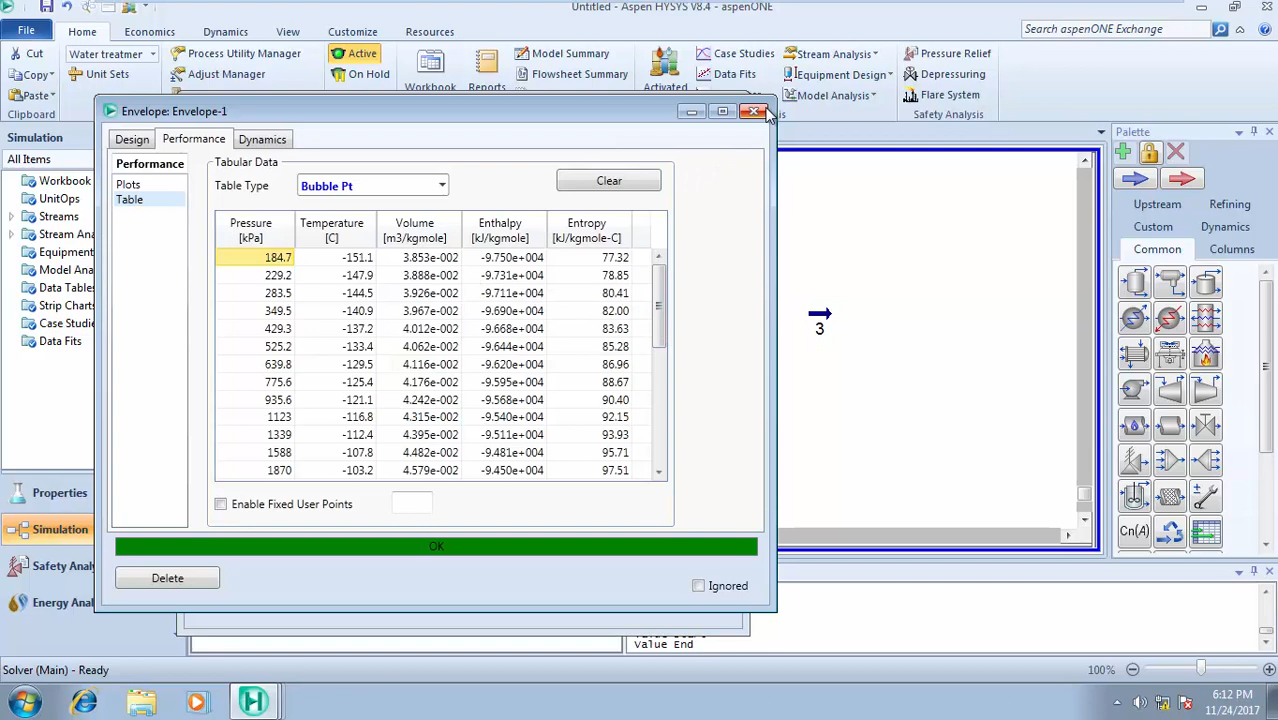 Untitled - Aspen HYSYS V8.4 - aspenONE
File
Home
Economics
Dynamics
View
Customize
Resources
Search aspenONE Exchange
Cut
Water treatmer
Process Utility Manager
Active
Model Summary
Case Studies
Stream Analysis
Pressure Relief
Copy
Unit Sets
Adjust Manager
On Hold
Workbook
Reports
Flowsheet Summary
Activated
Data Fits
Equipment Design
Depressuring
Paste
Model Analysis
Flare System
Clipboard
Safety Analysis
Simulation
All Items
Workbook
UnitOps
Streams
Stream Ana
Equipment
Model Ana
Data Tables
Strip Charts
Case Studie
Data Fits
Properties
Simulation
Safety Analy
Energy Anal
Envelope: Envelope-1
Design
Performance
Dynamics
Performance
Plots
Table
Tabular Data
Table Type
Bubble Pt
Clear
Pressure [kPa] Temperature [C] Volume [m3/kgmole] Enthalpy [kJ/kgmole] Entropy [kJ/kgmole-C]
184.7 -151.1 3.853e-002 -9.750e+004 77.32
229.2 -147.9 3.888e-002 -9.731e+004 78.85
283.5 -144.5 3.926e-002 -9.711e+004 80.41
349.5 -140.9 3.967e-002 -9.690e+004 82.00
429.3 -137.2 4.012e-002 -9.668e+004 83.63
525.2 -133.4 4.062e-002 -9.644e+004 85.28
639.8 -129.5 4.116e-002 -9.620e+004 86.96
775.6 -125.4 4.176e-002 -9.595e+004 88.67
935.6 -121.1 4.242e-002 -9.568e+004 90.40
1123 -116.8 4.315e-002 -9.540e+004 92.15
1339 -112.4 4.395e-002 -9.511e+004 93.93
1588 -107.8 4.482e-002 -9.481e+004 95.71
1870 -103.2 4.579e-002 -9.450e+004 97.51
Enable Fixed User Points
OK
Delete
Ignored
3
Palette
Upstream
Refining
Custom
Dynamics
Common
Columns
Cn(A)
Value End
Solver (Main) - Ready
100%
6:12 PM
11/24/2017